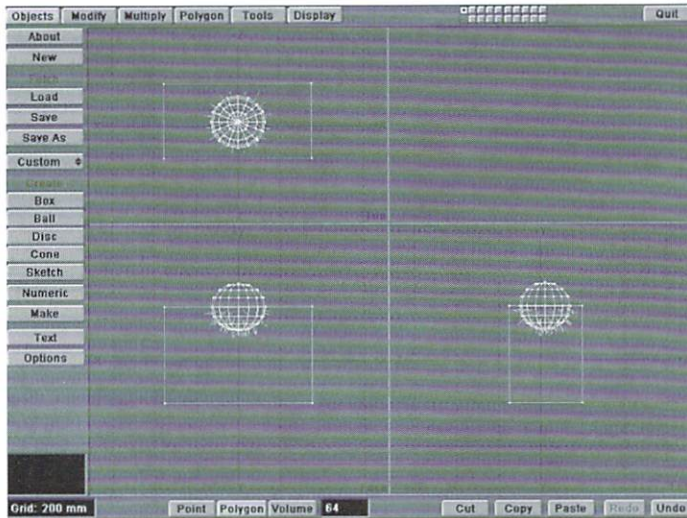 Objects Modify Multiply Polygon Tools Display Quit
About
New
Load
Save
Save As
Custom
Create
Box
Ball
Disc
Cone
Sketch
Numeric
Make
Text
Options
Grid: 200 mm Point Polygon Volume 64 Cut Copy Paste Redo Undo